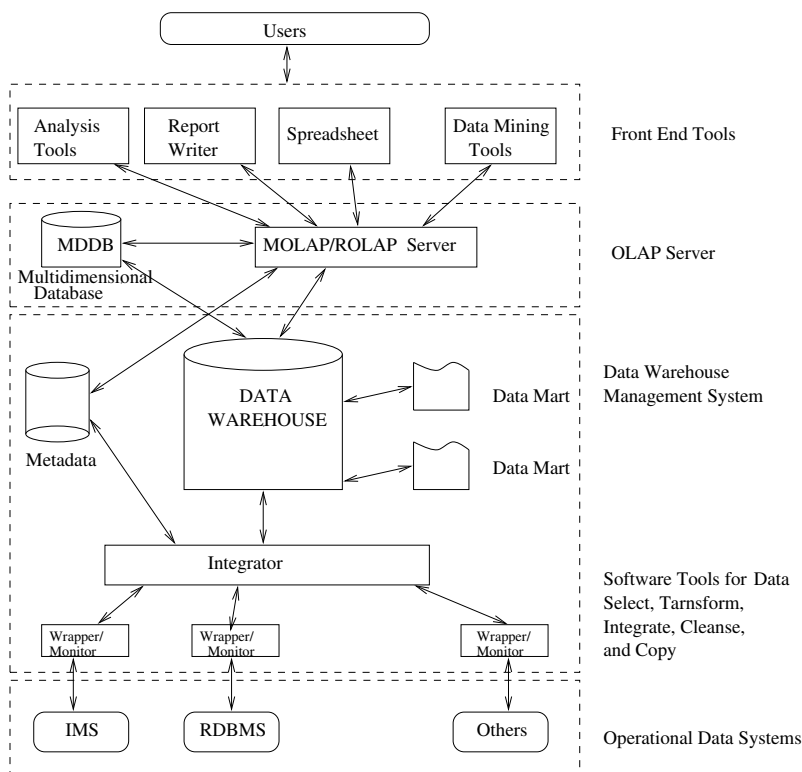 Users
Analysis
Tools
Report
Writer
Spreadsheet
Data Mining
Tools
Front End Tools
MDDB
Multidimensional
Database
MOLAP/ROLAP Server
OLAP Server
Metadata
DATA
WAREHOUSE
Data Mart
Data Mart
Data Warehouse
Management System
Integrator
Wrapper/
Monitor
Wrapper/
Monitor
Wrapper/
Monitor
Software Tools for Data
Select, Tarnsform,
Integrate, Cleanse,
and Copy
IMS
RDBMS
Others
Operational Data Systems